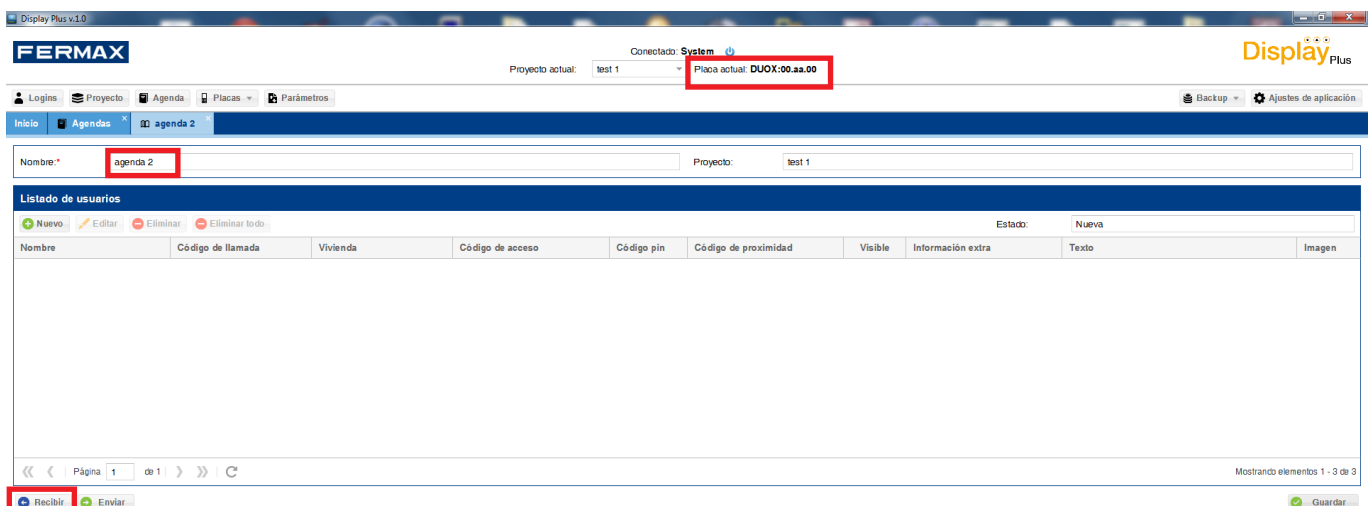 Display Plus v.1.0
FERMAX
Conectado: System
Display Plus
Proyecto actual: test 1 Placa actual: DUOX:00.aa.00
Logins Proyecto Agenda Placas Parámetros Backup Ajustes de aplicación
Inicio Agendas agenda 2
Nombre:* agenda 2 Proyecto: test 1
Listado de usuarios
Nuevo Editar Eliminar Eliminar todo Estado: Nueva
Nombre Código de llamada Vivienda Código de acceso Código pin Código de proximidad Visible Información extra Texto Imagen
Página 1 de 1 Mostrando elementos 1 - 3 de 3
Recibir Enviar Guardar